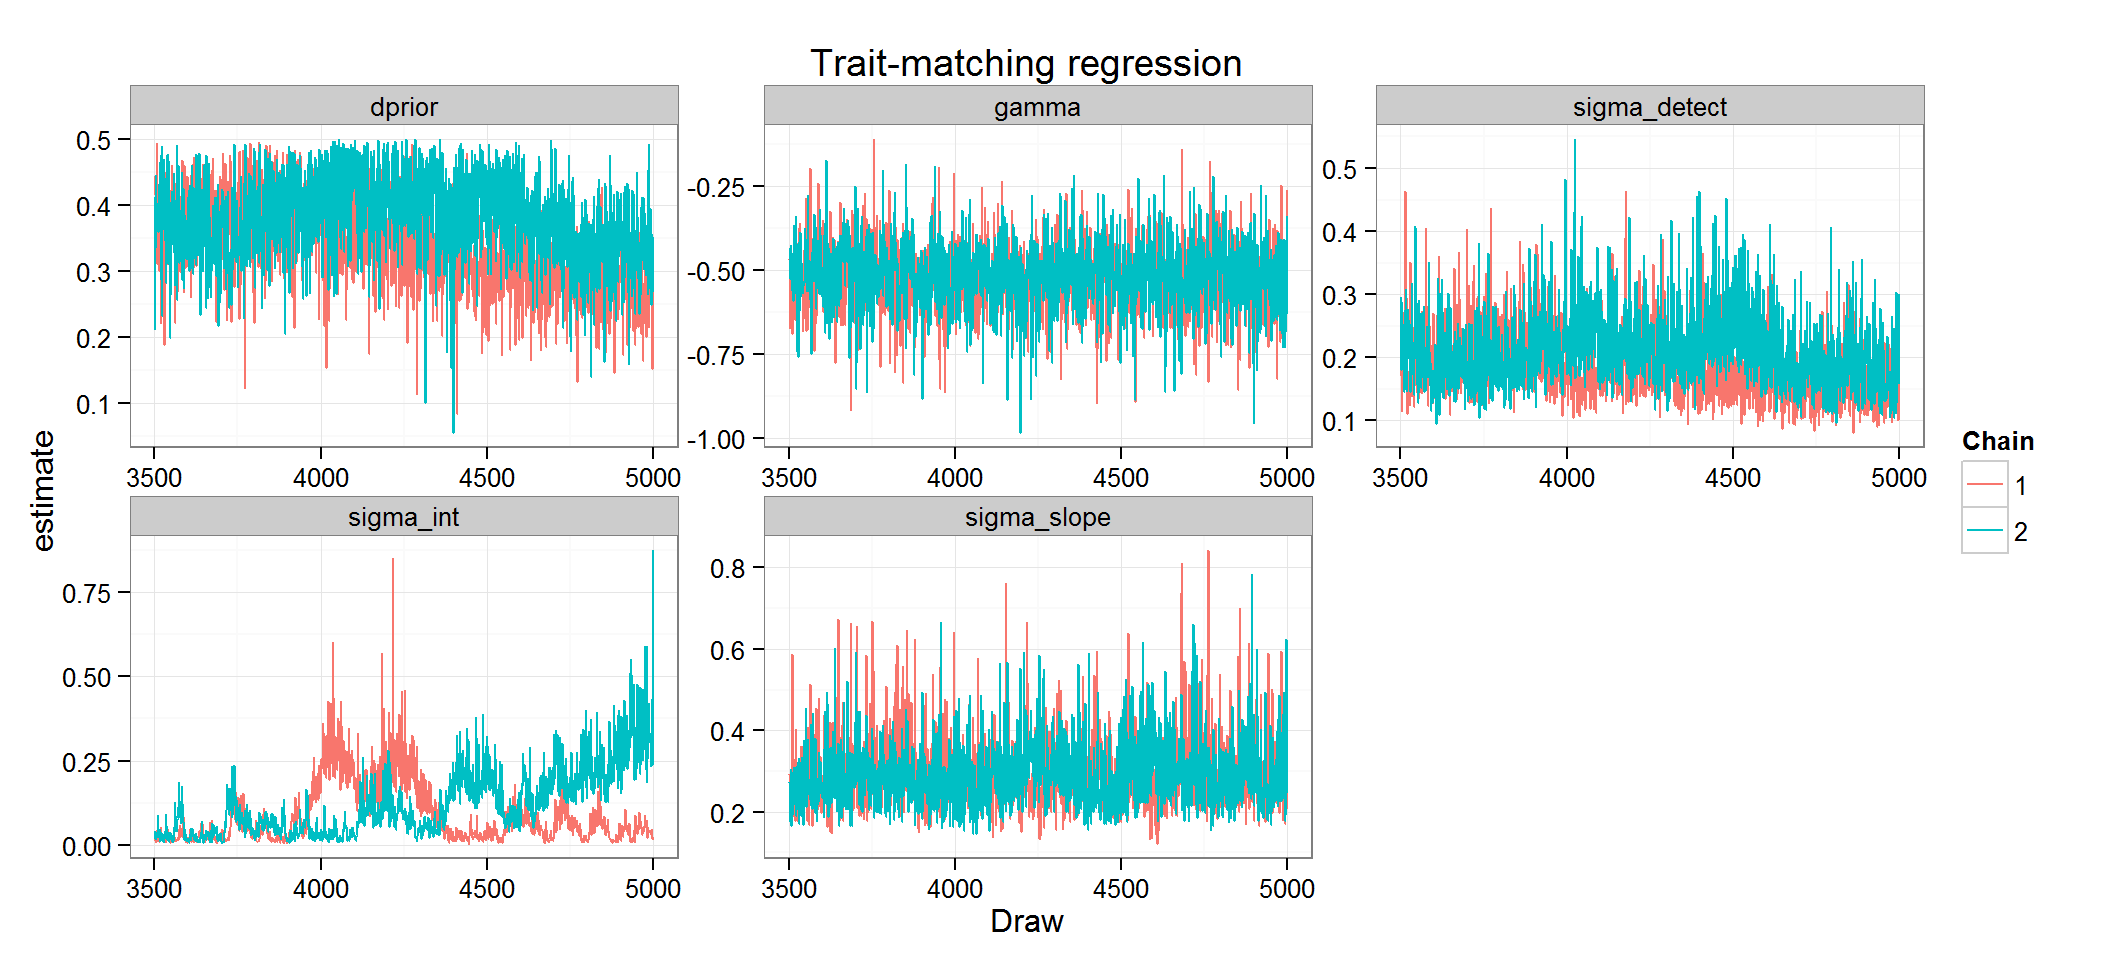 Trait-matching regression
dprior
gamma
sigma_detect
0.5
0.4
0.3
0.2
0.1
-0.25
-0.50
-0.75
-1.00
0.5
0.4
0.3
0.2
0.1
3500 4000 4500 5000
3500 4000 4500 5000
3500 4000 4500 5000
estimate
sigma_int
sigma_slope
0.75
0.50
0.25
0.00
0.8
0.6
0.4
0.2
3500 4000 4500 5000
3500 4000 4500 5000
Draw
Chain
1
2